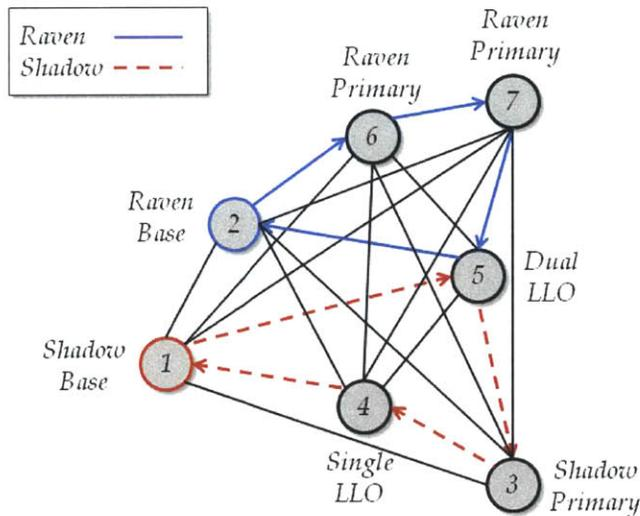 Raven
Shadow
Raven
Primary
7
Raven
Primary
6
Raven
Base
2
5
Dual
LLO
Shadow
Base
1
4
Single
LLO
3
Shadow
Primary